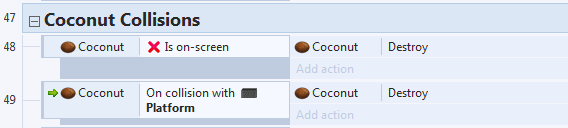 47 Coconut Collisions
48 Coconut Is on-screen Coconut Destroy
Add action
49 Coconut On collision with Coconut Destroy
Platform Add action